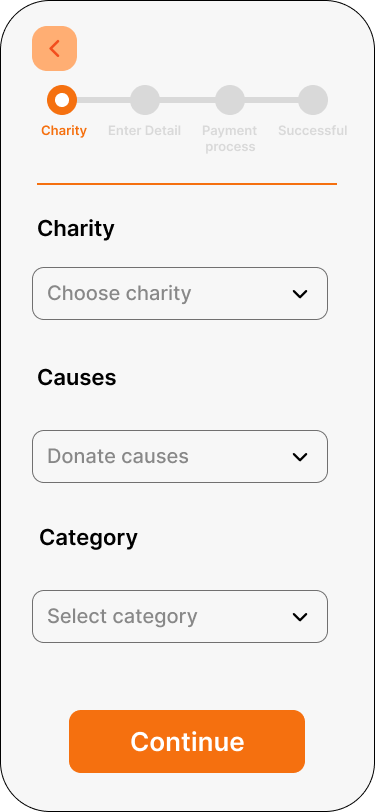 Charity
Enter Detail
Payment
process
Successful
Charity
Choose charity
Causes
Donate causes
Category
Select category
Continue